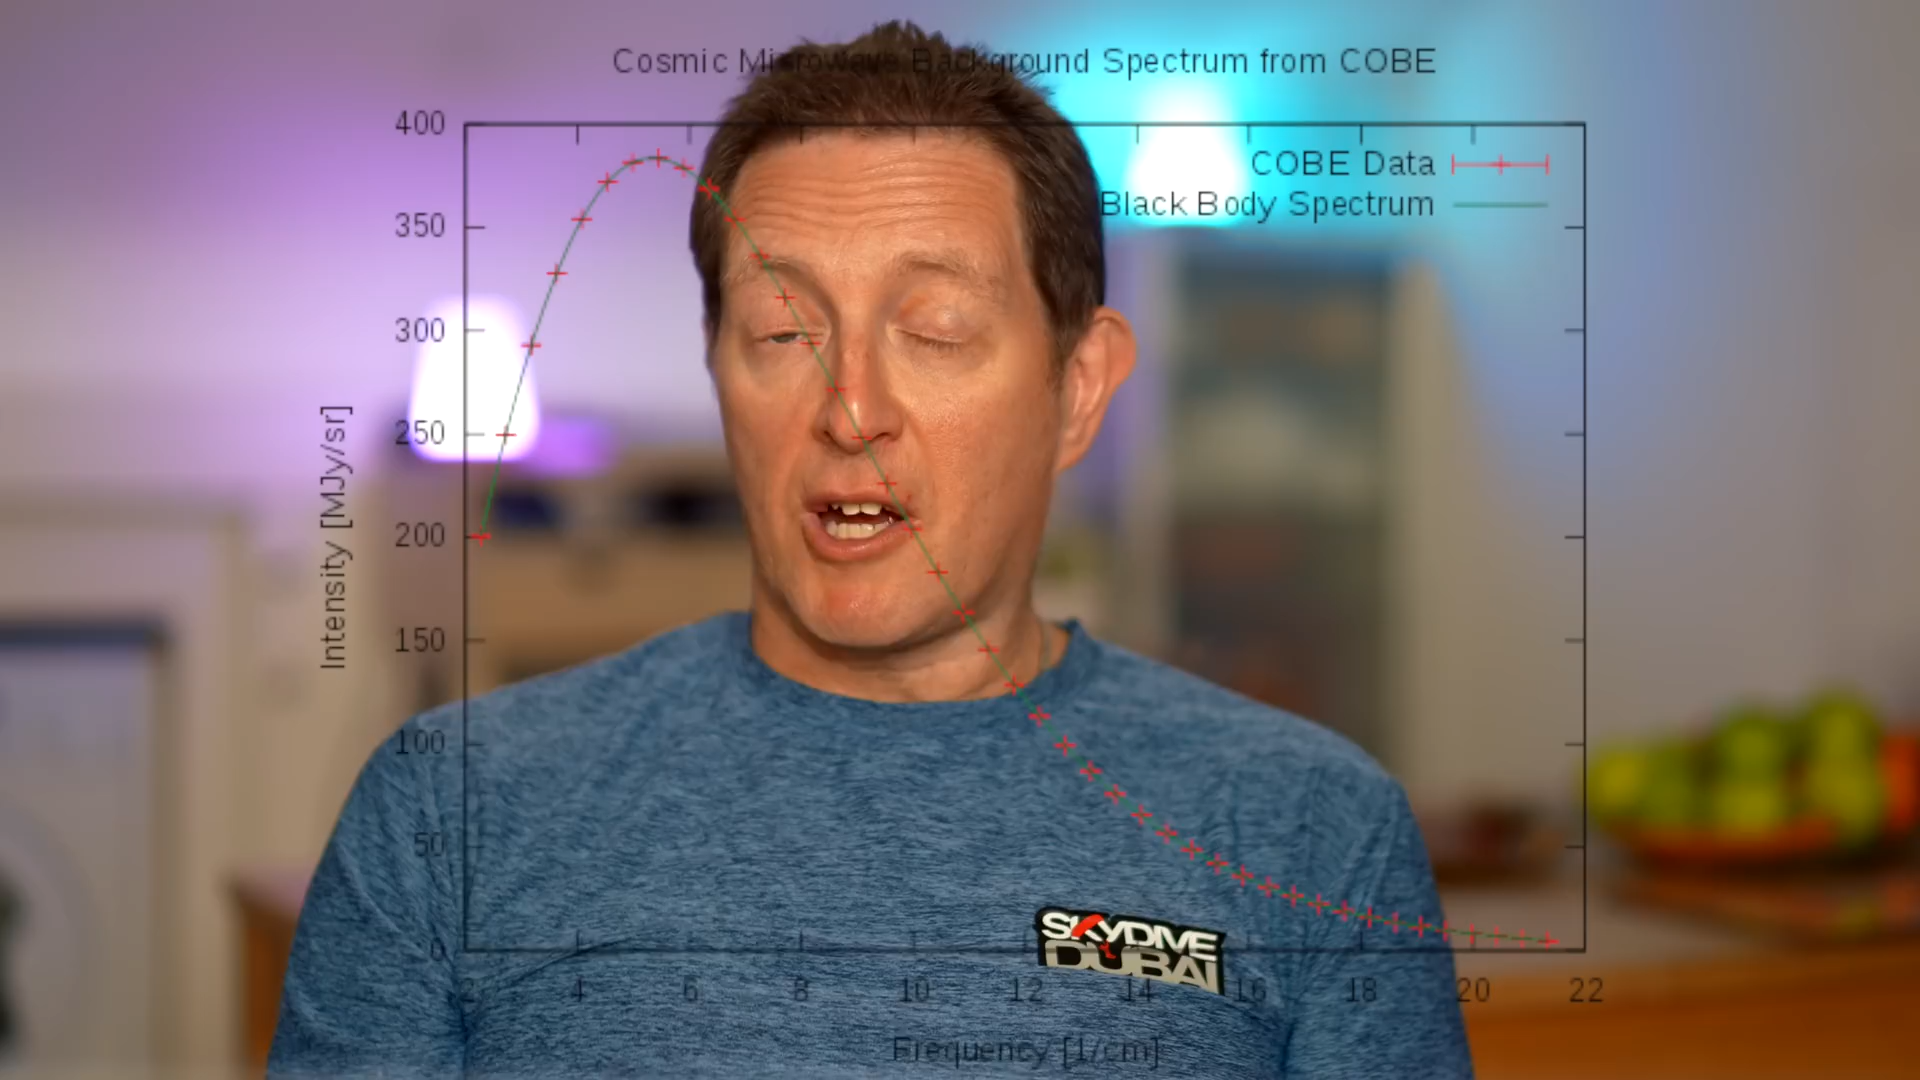 Cosmic Microwave Background Spectrum from COBE
400
COBE Data
Black Body Spectrum
350
300
250
200
150
100
50
0
Intensity [MJy/sr]
SKYDIVE
DUBAI
2 4 6 8 10 12 14 16 18 20 22
Frequency [1/cm]